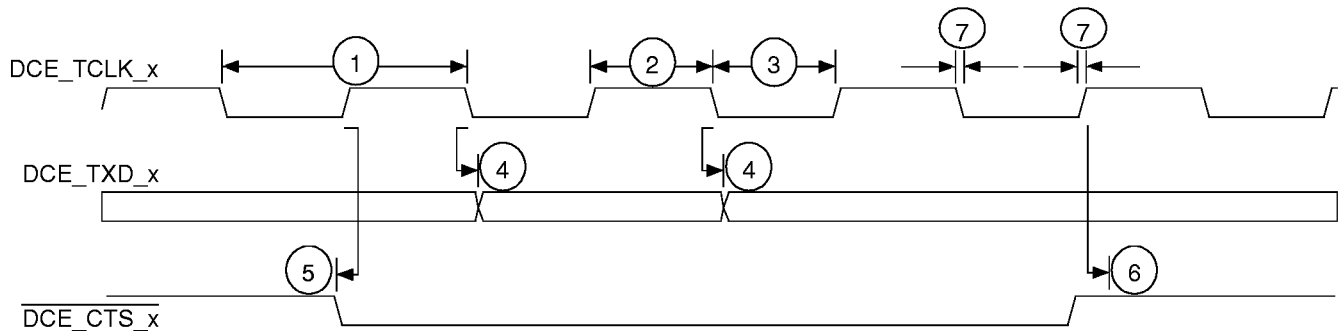 7 7
1 2 3
DCE_TCLK_x
DCE_TXD_x
4 4
5 6
DCE_CTS_x